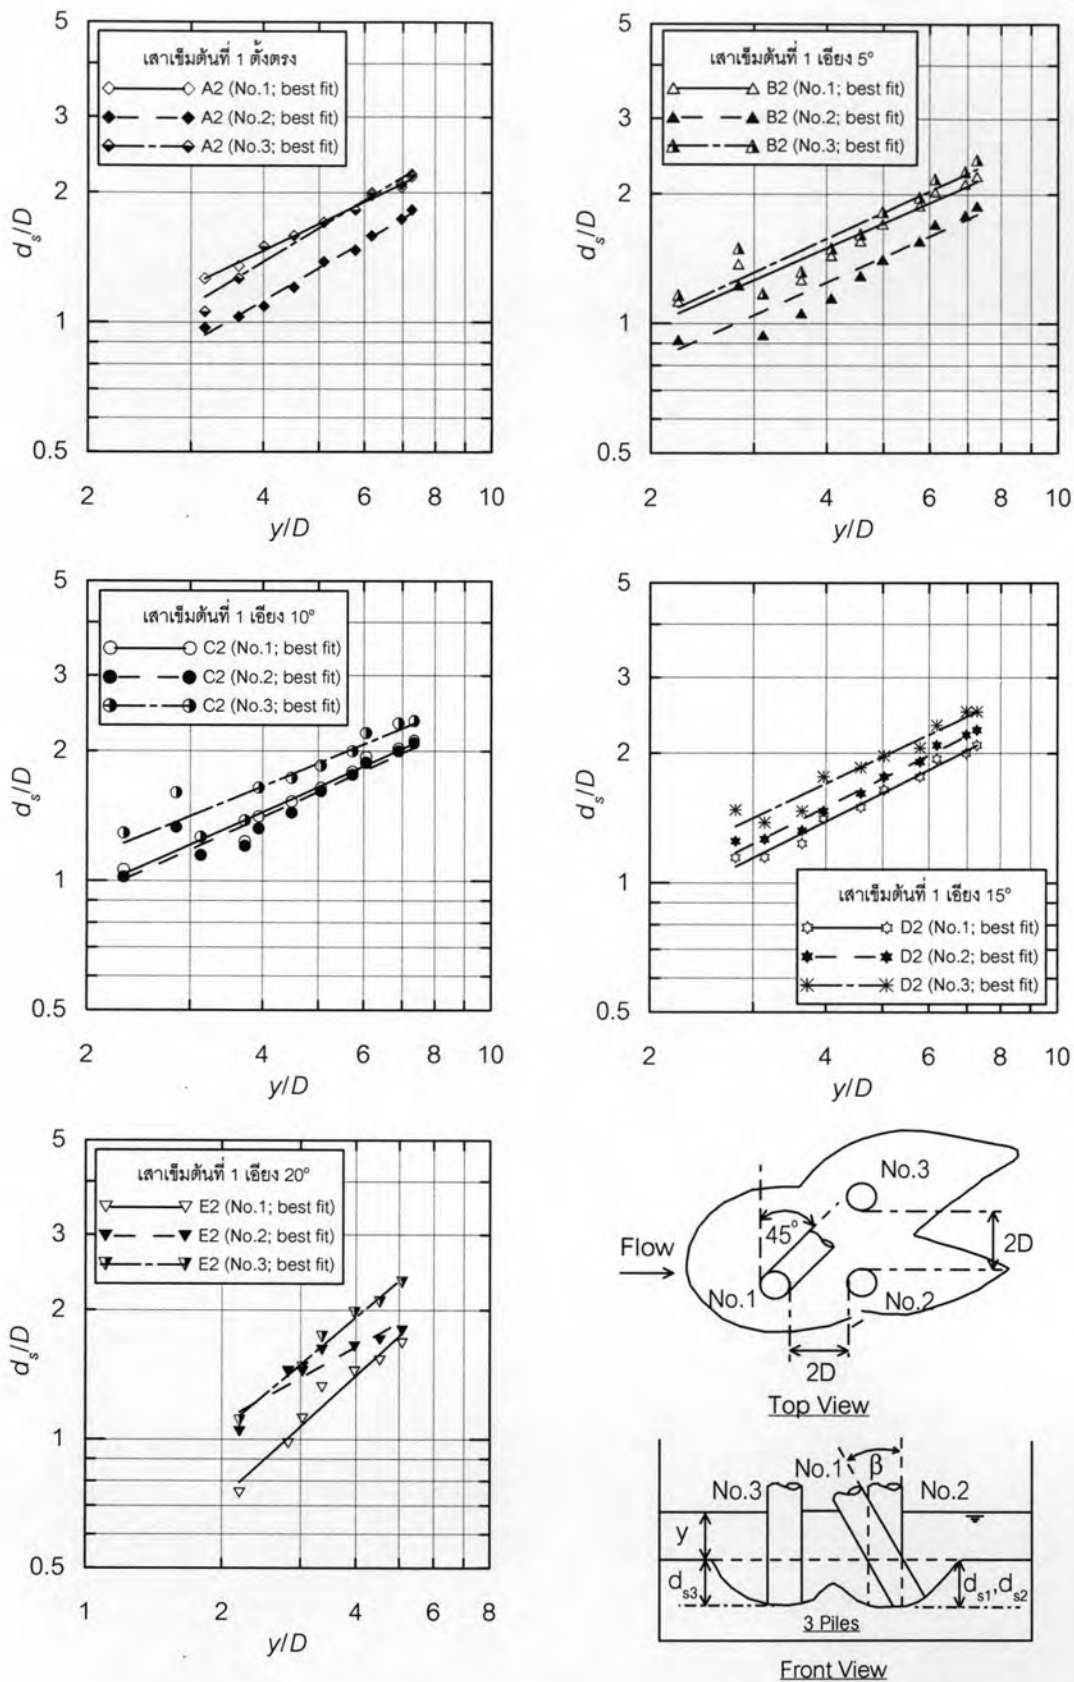 5
3
2
1
0.5
d_s/D
เสาเข็มต้นที่ 1 ตั้งตรง
A2 (No.1; best fit)
A2 (No.2; best fit)
A2 (No.3; best fit)
2 4 6 8 10
y/D
5
3
2
1
0.5
d_s/D
เสาเข็มต้นที่ 1 เอียง 5°
B2 (No.1; best fit)
B2 (No.2; best fit)
B2 (No.3; best fit)
2 4 6 8 10
y/D
5
3
2
1
0.5
d_s/D
เสาเข็มต้นที่ 1 เอียง 10°
C2 (No.1; best fit)
C2 (No.2; best fit)
C2 (No.3; best fit)
2 4 6 8 10
y/D
5
3
2
1
0.5
d_s/D
เสาเข็มต้นที่ 1 เอียง 15°
D2 (No.1; best fit)
D2 (No.2; best fit)
D2 (No.3; best fit)
2 4 6 8 10
y/D
5
3
2
1
0.5
d_s/D
เสาเข็มต้นที่ 1 เอียง 20°
E2 (No.1; best fit)
E2 (No.2; best fit)
E2 (No.3; best fit)
1 2 4 6 8
y/D
No.3
45°
Flow
2D
No.1
No.2
2D
Top View
No.1
β
No.3
No.2
y
d_s3
d_s1, d_s2
3 Piles
Front View